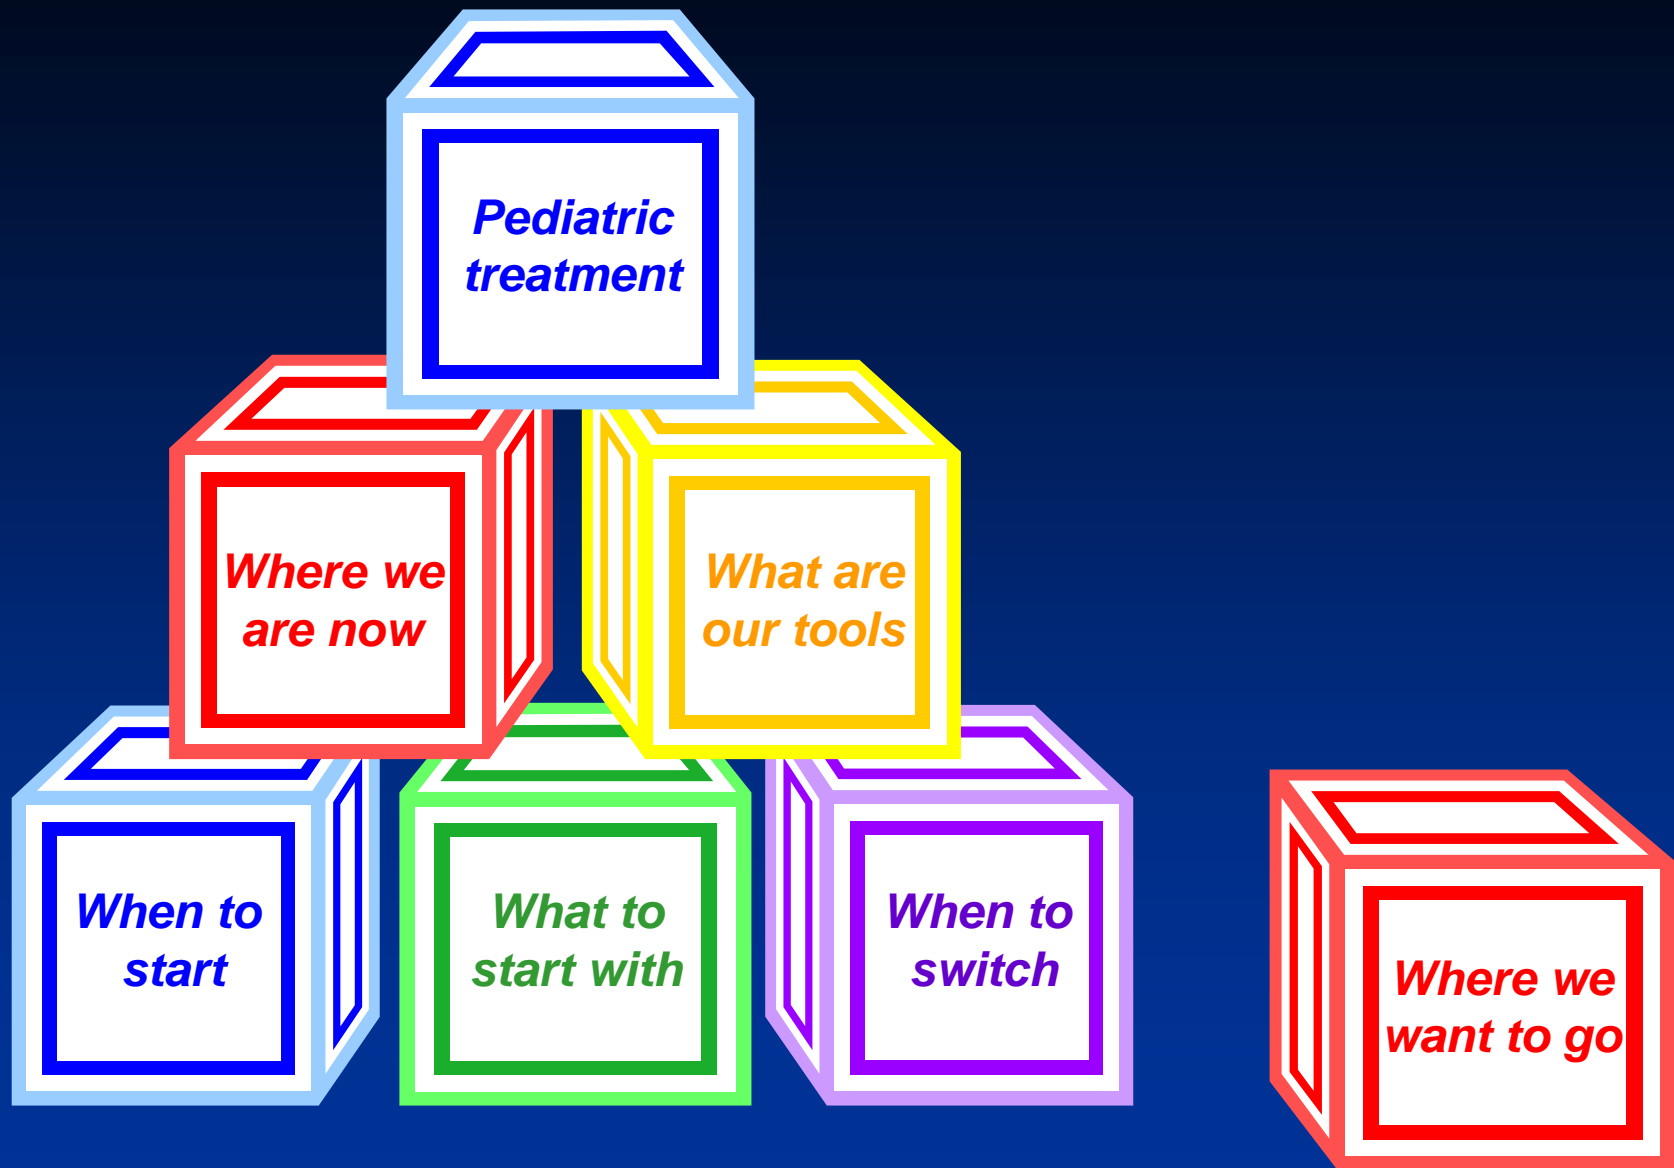 Pediatric
treatment
Where we
are now
What are
our tools
When to
start
What to
start with
When to
switch
Where we
want to go